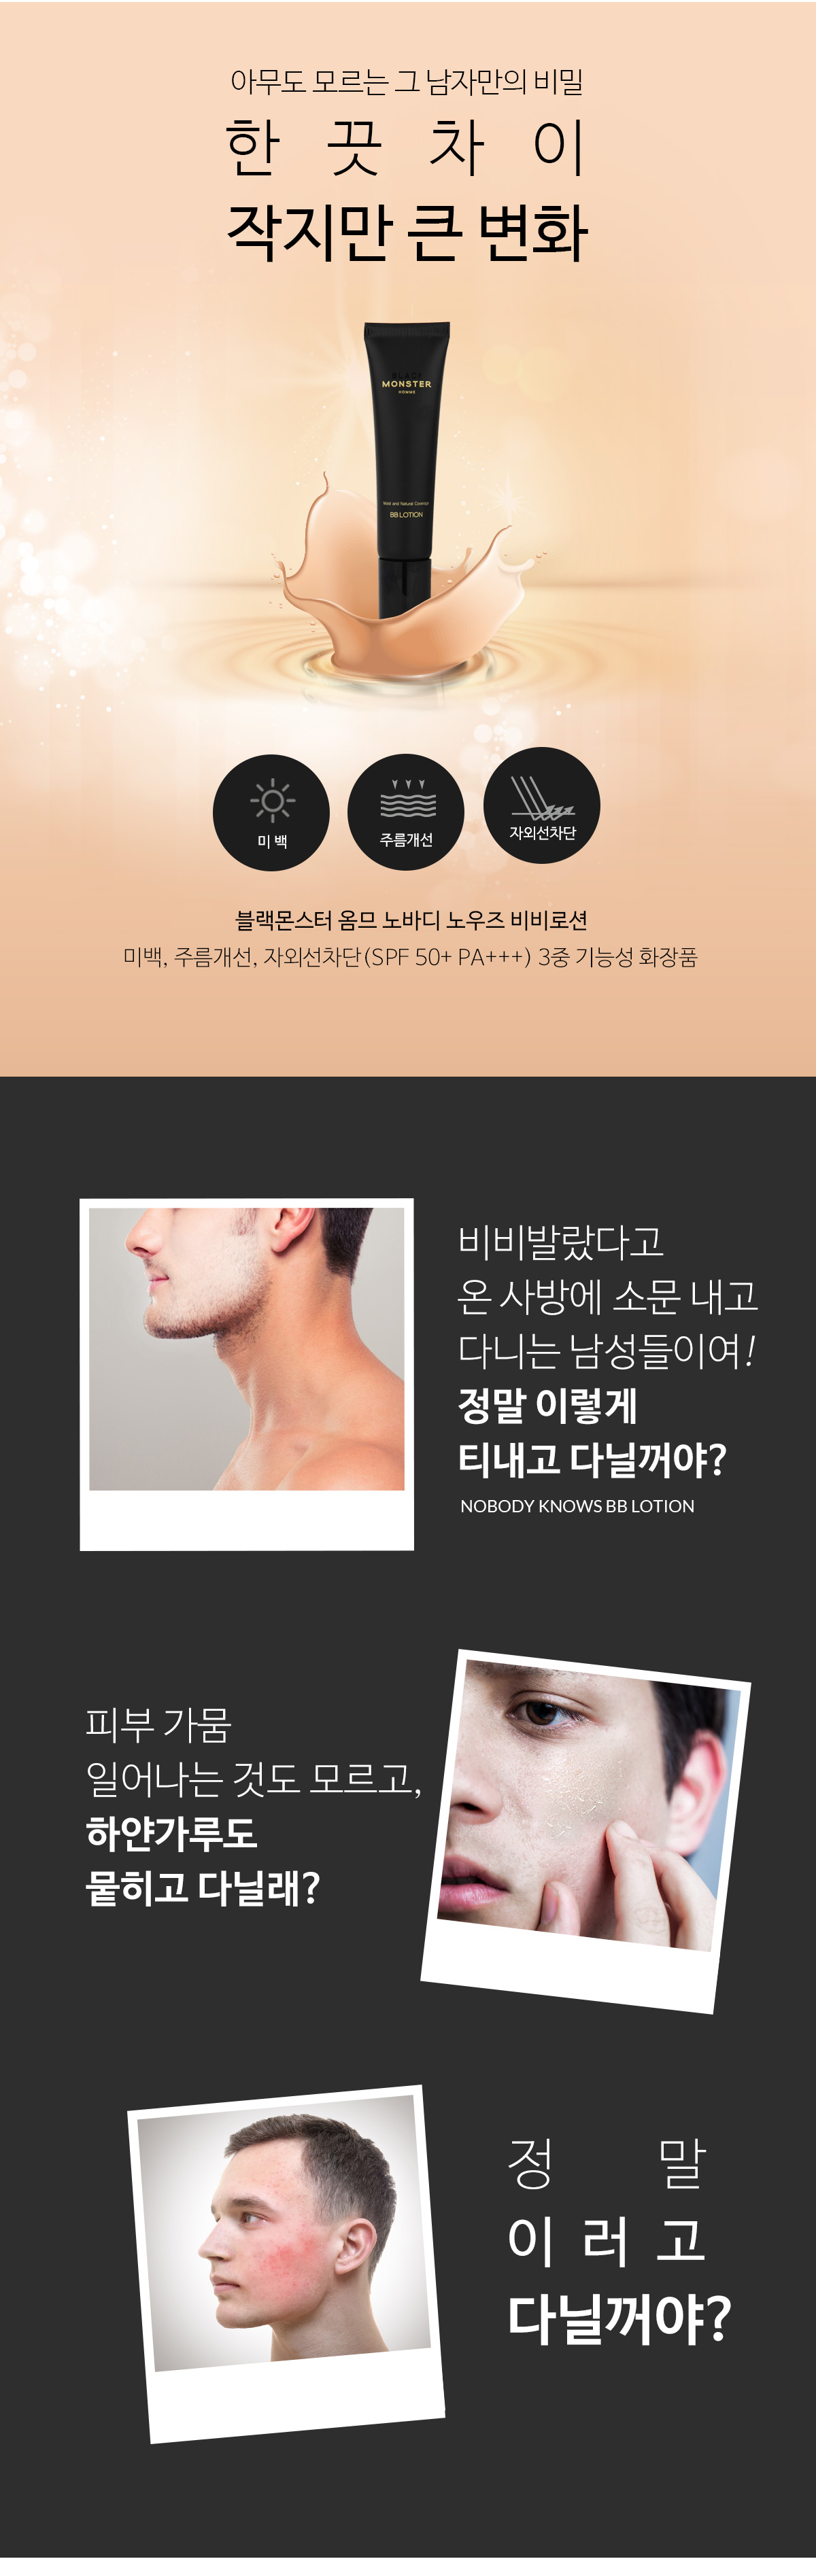 아무도 모르는 그 남자만의 비밀
한 끗 차 이
작지만 큰 변화
BLACK
MONSTER
HOMME
Moist and Natural Coverage
BB LOTION
미 백
주름개선
자외선차단
블랙몬스터 옴므 노바디 노우즈 비비로션
미백, 주름개선, 자외선차단(SPF 50+ PA+++) 3중 기능성 화장품
비비발랐다고
온 사방에 소문 내고
다니는 남성들이여!
정말 이렇게
티내고 다닐꺼야?
NOBODY KNOWS BB LOTION
피부 가뭄
일어나는 것도 모르고,
하얀가루도
뭍히고 다닐래?
정 말
이 러 고
다닐꺼야?